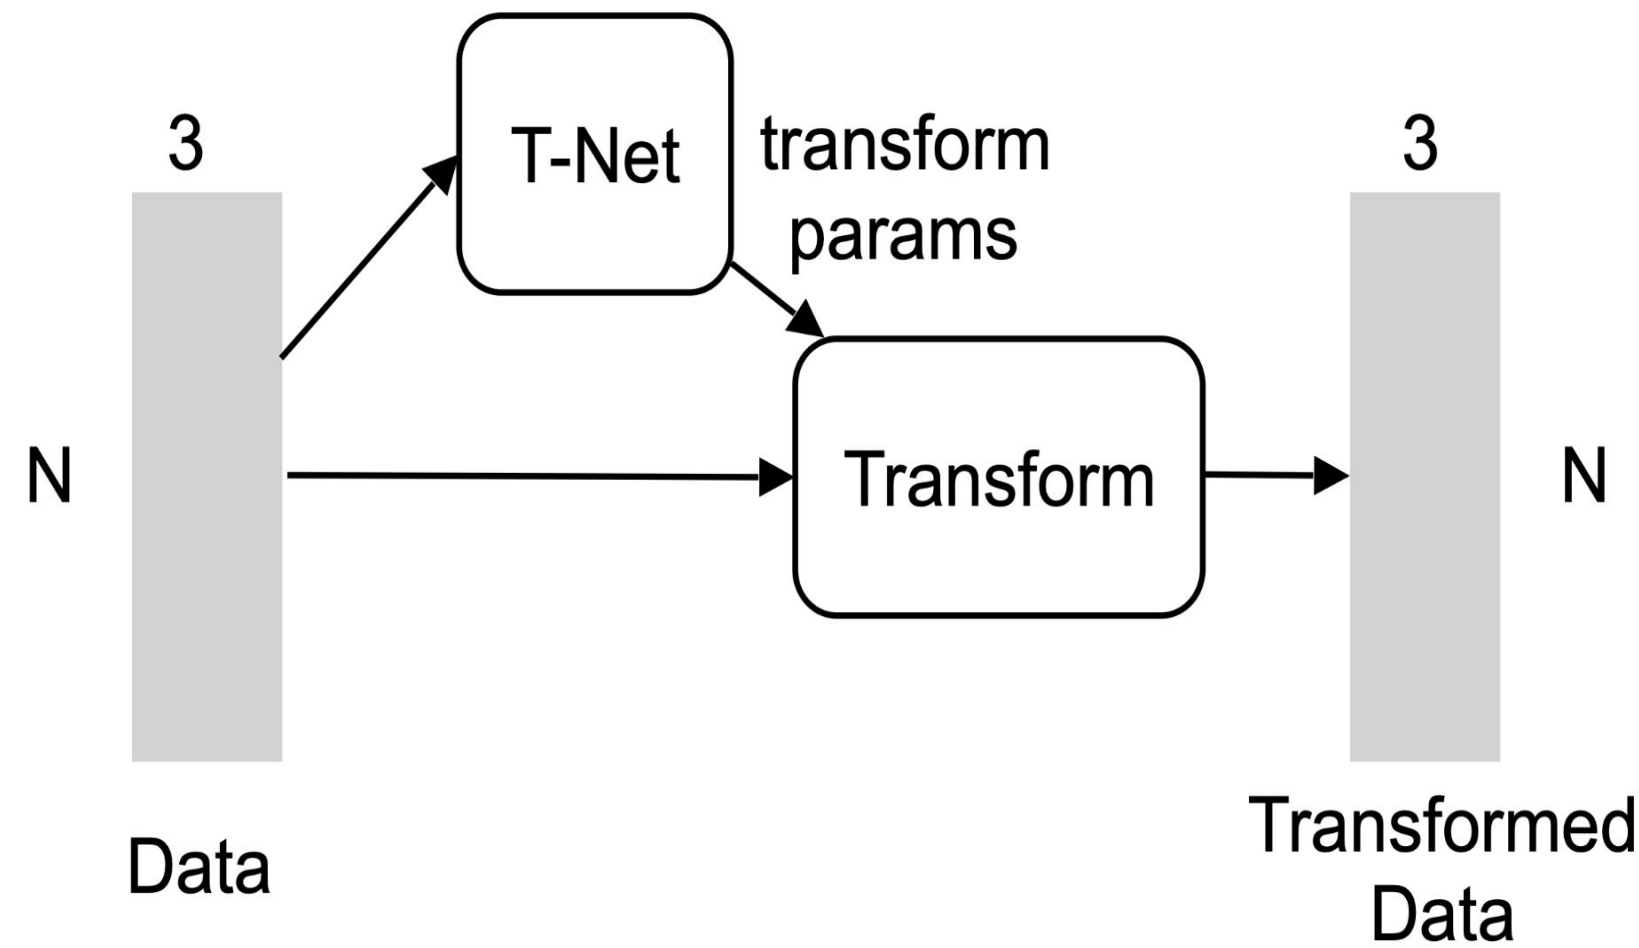 3
T-Net
transform
params
3
N
Transform
N
Data
Transformed
Data